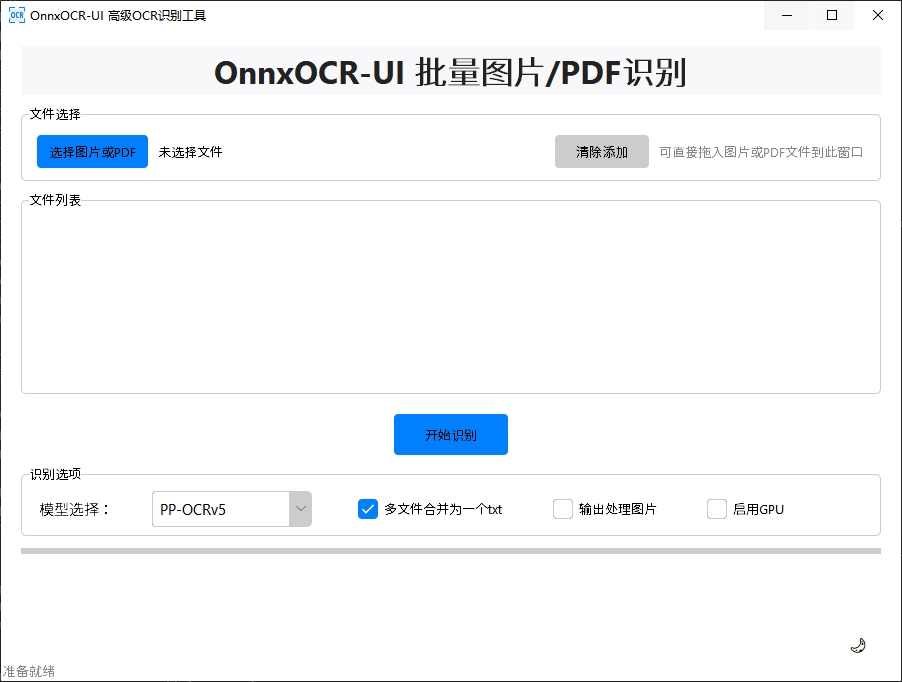 OCR OnnxOCR-UI 高级OCR识别工具
OnnxOCR-UI 批量图片/PDF识别
文件选择
选择图片或PDF 未选择文件 清除添加 可直接拖入图片或PDF文件到此窗口
文件列表
开始识别
识别选项
模型选择： PP-OCRv5 多文件合并为一个txt 输出处理图片 启用GPU
准备就绪